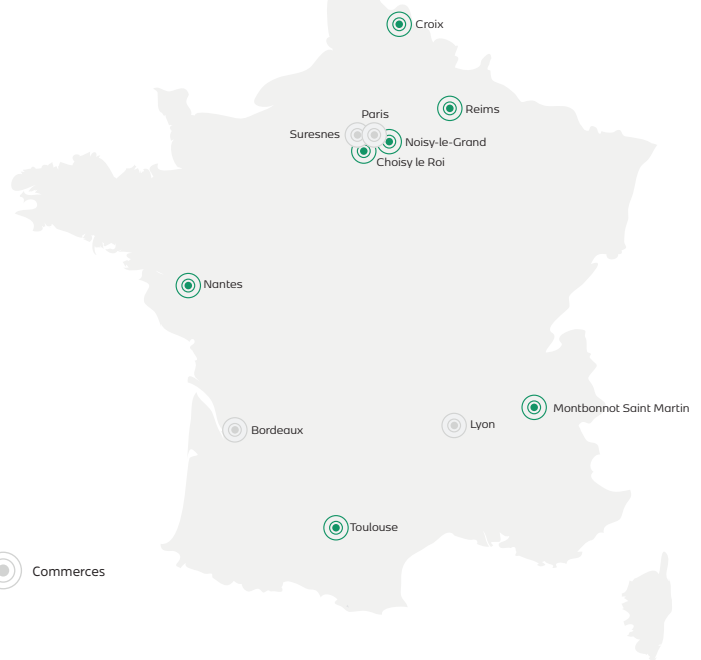 Croix
Reims
Paris
Suresnes
Noisy-le-Grand
Choisy le Roi
Nantes
Montbonnot Saint Martin
Lyon
Bordeaux
Toulouse
Commerces